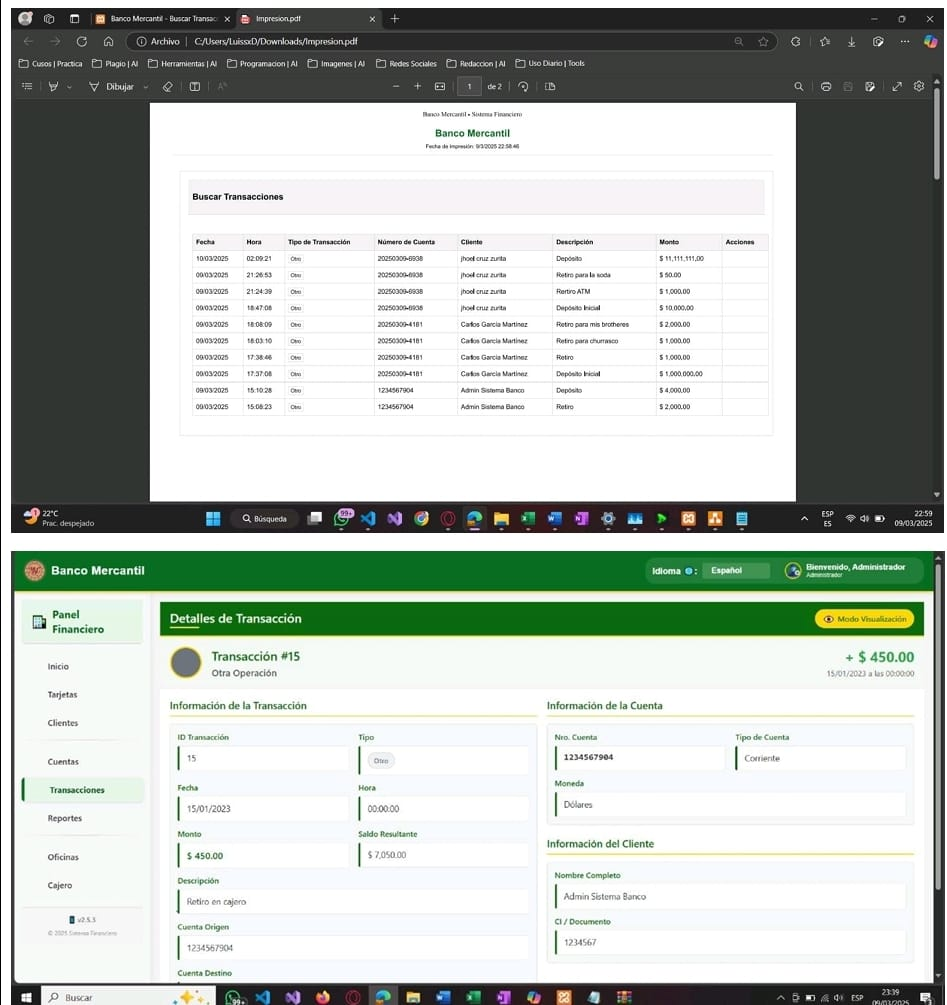 Banco Mercantil - Buscar Transac
Impresion.pdf
Archivo
C:/Users/LuissxD/Downloads/Impresion.pdf
Cusos | Practica
Plagio | AI
Herramientas | AI
Programacion | AI
Imagenes | AI
Redes Sociales
Redaccion | AI
Uso Diario | Tools
Dibujar
1
de 2
Banco Mercantil • Sistema Financiero
Banco Mercantil
Fecha de impresión: 9/3/2025 22:58:46
Buscar Transacciones
Fecha Hora Tipo de Transacción Número de Cuenta Cliente Descripción Monto Acciones
10/03/2025 02:09:21 Otro 20250309-6938 jhoel cruz zurita Depósito $ 11,111,111,00
09/03/2025 21:26:53 Otro 20250309-6938 jhoel cruz zurita Retiro para la soda $ 50.00
09/03/2025 21:24:39 Otro 20250309-6938 jhoel cruz zurita Rertiro ATM $ 1,000.00
09/03/2025 18:47:08 Otro 20250309-6938 jhoel cruz zurita Depósito Inicial $ 10,000.00
09/03/2025 18:08:09 Otro 20250309-4181 Carlos García Martínez Retiro para mis brotheres $ 2,000.00
09/03/2025 18:03:10 Otro 20250309-4181 Carlos García Martínez Retiro para churrasco $ 1,000.00
09/03/2025 17:38:46 Otro 20250309-4181 Carlos García Martínez Retiro $ 1,000.00
09/03/2025 17:37:08 Otro 20250309-4181 Carlos García Martínez Depósito Inicial $ 1,000,000.00
09/03/2025 15:10:28 Otro 1234567904 Admin Sistema Banco Depósito $ 4,000.00
09/03/2025 15:08:23 Otro 1234567904 Admin Sistema Banco Retiro $ 2,000.00
1
22°C
Prac. despejado
Búsqueda
99+
ESP
ES
22:59
09/03/2025
Banco Mercantil
Idioma :
Español
Bienvenido, Administrador
Administrador
Panel
Financiero
Inicio
Tarjetas
Clientes
Cuentas
Transacciones
Reportes
Oficinas
Cajero
v2.5.3
© 2025 Sistema Financiero
Detalles de Transacción
Modo Visualización
Transacción #15
Otra Operación
+ $ 450.00
15/01/2023 a las 00:00:00
Información de la Transacción
ID Transacción
15
Tipo
Otro
Fecha
15/01/2023
Hora
00:00:00
Monto
$ 450.00
Saldo Resultante
$ 7,050.00
Descripción
Retiro en cajero
Cuenta Origen
1234567904
Cuenta Destino
Información de la Cuenta
Nro. Cuenta
1234567904
Tipo de Cuenta
Corriente
Moneda
Dólares
Información del Cliente
Nombre Completo
Admin Sistema Banco
CI / Documento
1234567
Buscar
99+
ESP
23:39
09/03/2025